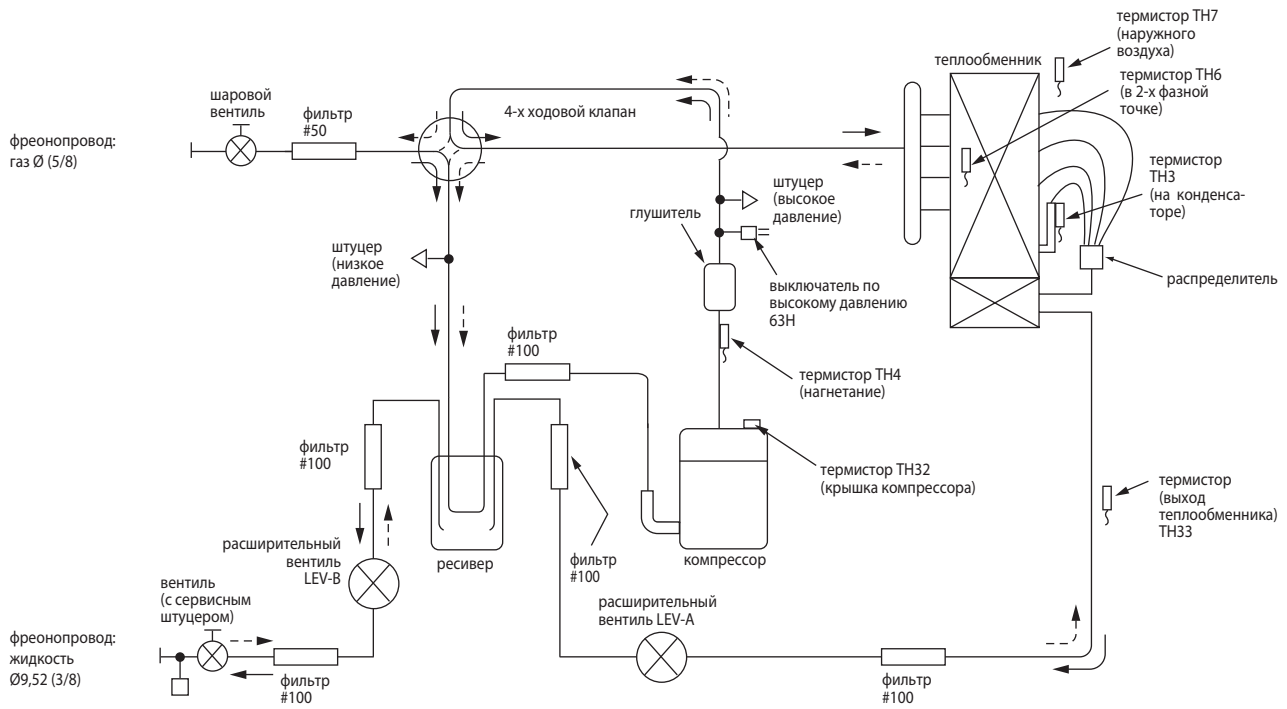 термистор TH7
(наружного
воздуха)
теплообменник
термистор TH6
(в 2-х фазной
точке)
шаровой
вентиль
фильтр
#50
4-х ходовой клапан
фреонопровод:
газ Ø (5/8)
термистор
TH3
(на конденса-
торе)
штуцер
(высокое
давление)
глушитель
штуцер
(низкое
давление)
распределитель
выключатель по
высокому давлению
63H
фильтр
#100
термистор TH4
(нагнетание)
фильтр
#100
термистор TH32
(крышка компрессора)
термистор
(выход
теплообменника)
TH33
расширительный
вентиль
LEV-B
ресивер
фильтр
#100
компрессор
вентиль
(с сервисным
штуцером)
расширительный
вентиль LEV-A
фреонопровод:
жидкость
Ø9,52 (3/8)
фильтр
#100
фильтр
#100